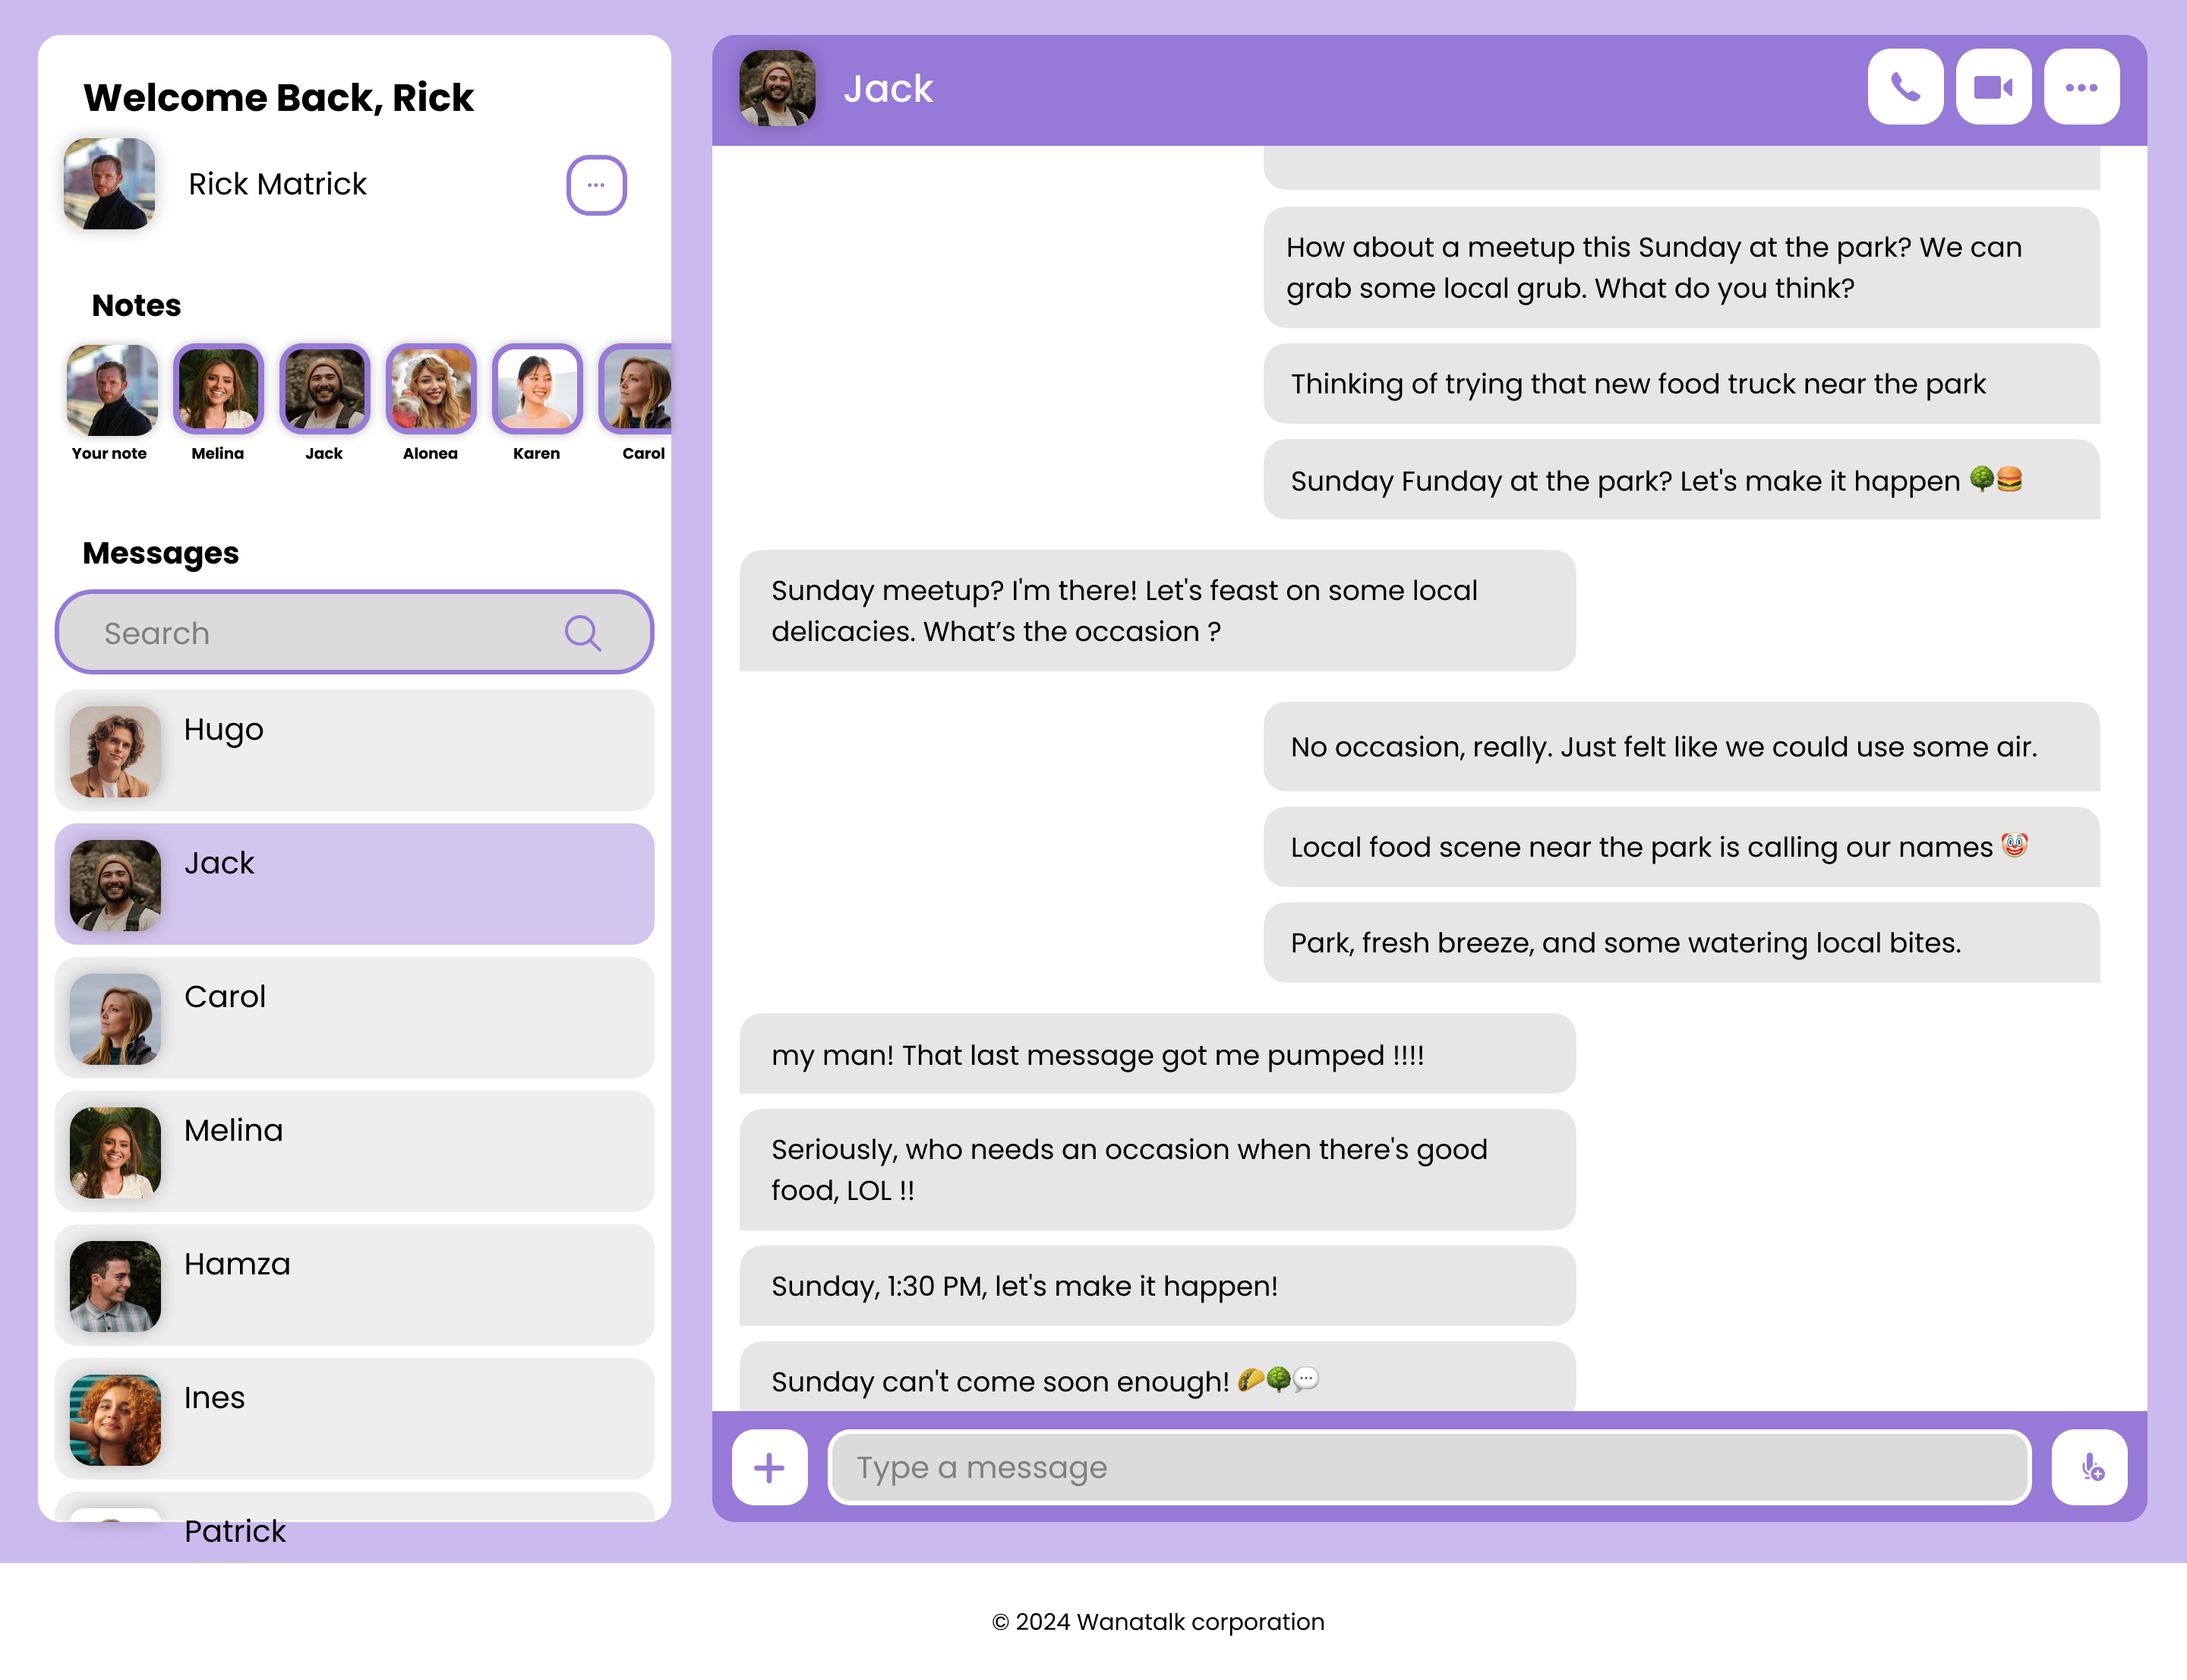 Welcome Back, Rick
Rick Matrick
Notes
Your note
Melina
Jack
Alonea
Karen
Carol
Messages
Search
Hugo
Jack
Carol
Melina
Hamza
Ines
Patrick
Jack
How about a meetup this Sunday at the park? We can
grab some local grub. What do you think?
Thinking of trying that new food truck near the park
Sunday Funday at the park? Let's make it happen 🌳🍔
Sunday meetup? I'm there! Let's feast on some local
delicacies. What’s the occasion ?
No occasion, really. Just felt like we could use some air.
Local food scene near the park is calling our names 🤡
Park, fresh breeze, and some watering local bites.
my man! That last message got me pumped !!!!
Seriously, who needs an occasion when there's good
food, LOL !!
Sunday, 1:30 PM, let's make it happen!
Sunday can't come soon enough! 🌮🌳💬
Type a message
© 2024 Wanatalk corporation